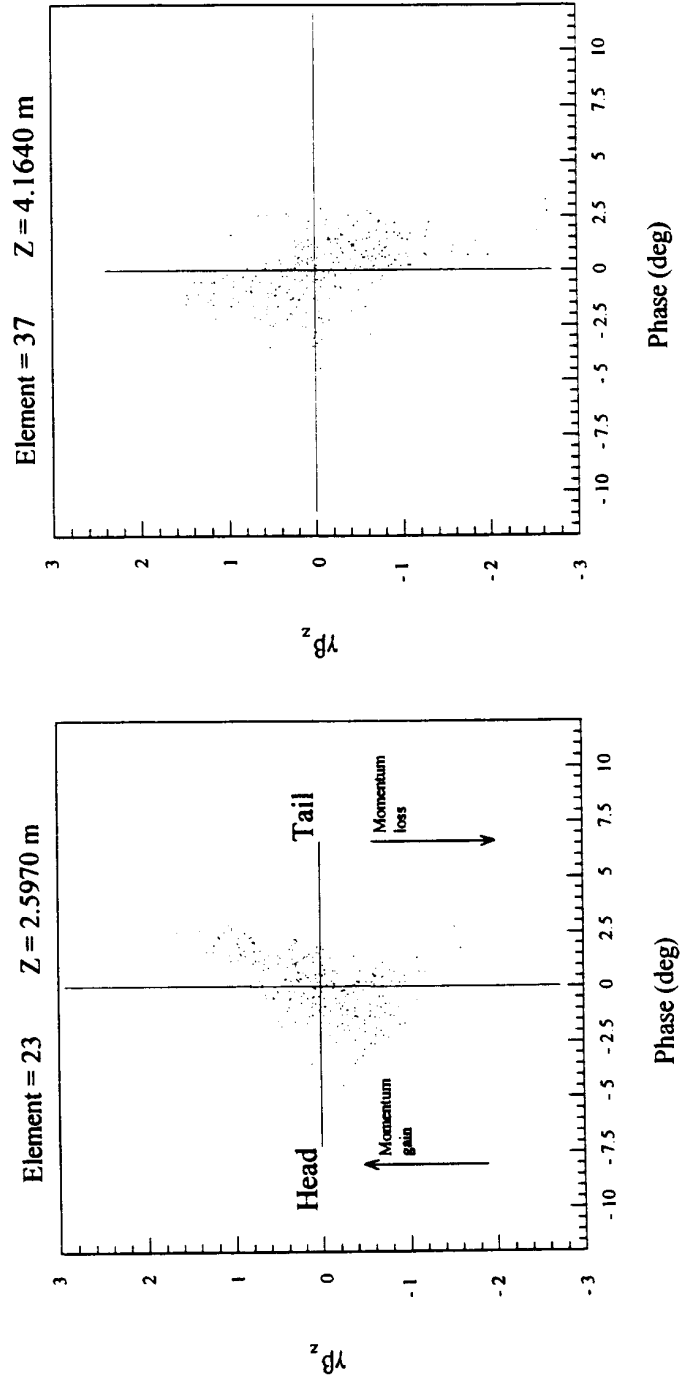 Element = 23 Z = 2.5970 m
3
2
1
0
- 1
- 2
- 3
γβz
Head
Tail
Momentum
gain
Momentum
loss
- 10 - 7.5 - 5 - 2.5 0 2.5 5 7.5 10
Phase (deg)
Element = 37 Z = 4.1640 m
3
2
1
0
- 1
- 2
- 3
γβz
- 10 - 7.5 - 5 - 2.5 0 2.5 5 7.5 10
Phase (deg)